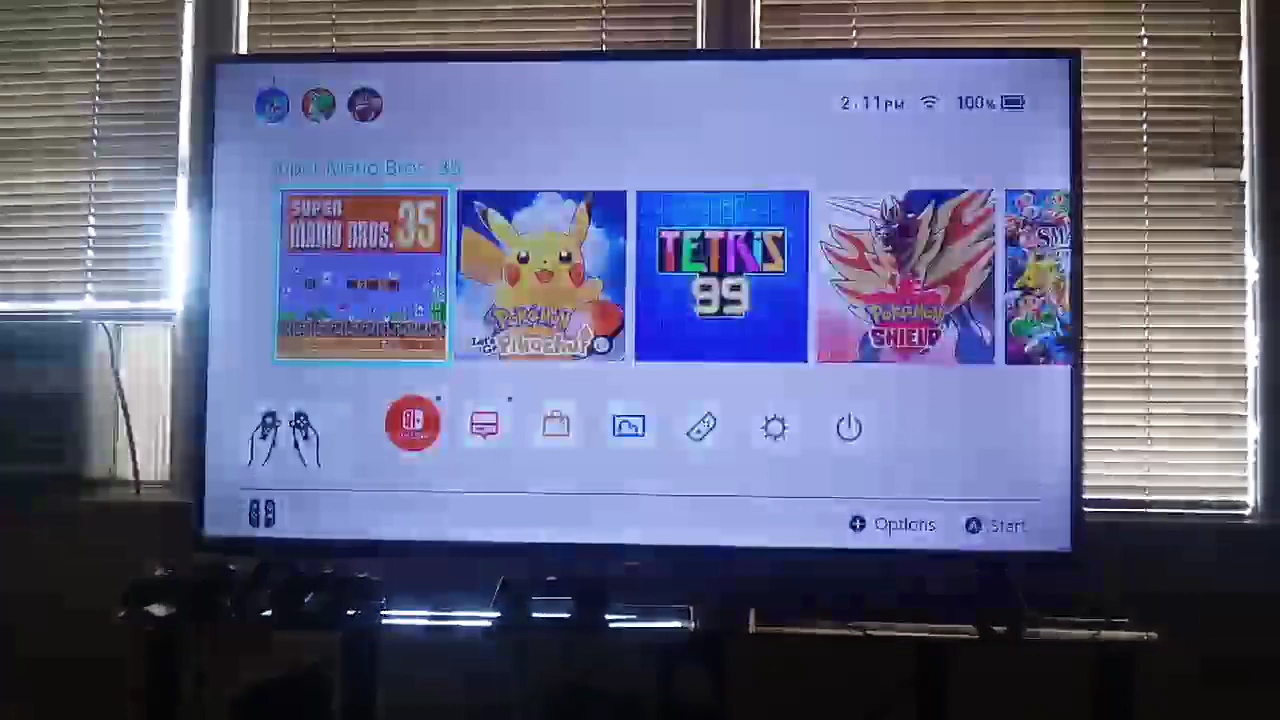 2:11 PM 100%
Super Mario Bros. 35
SUPER
MARIO BROS. 35
POKÉMON
Let's Go Pikachu!
TETRIS
99
POKÉMON
SHIELD
SM
Options
Start